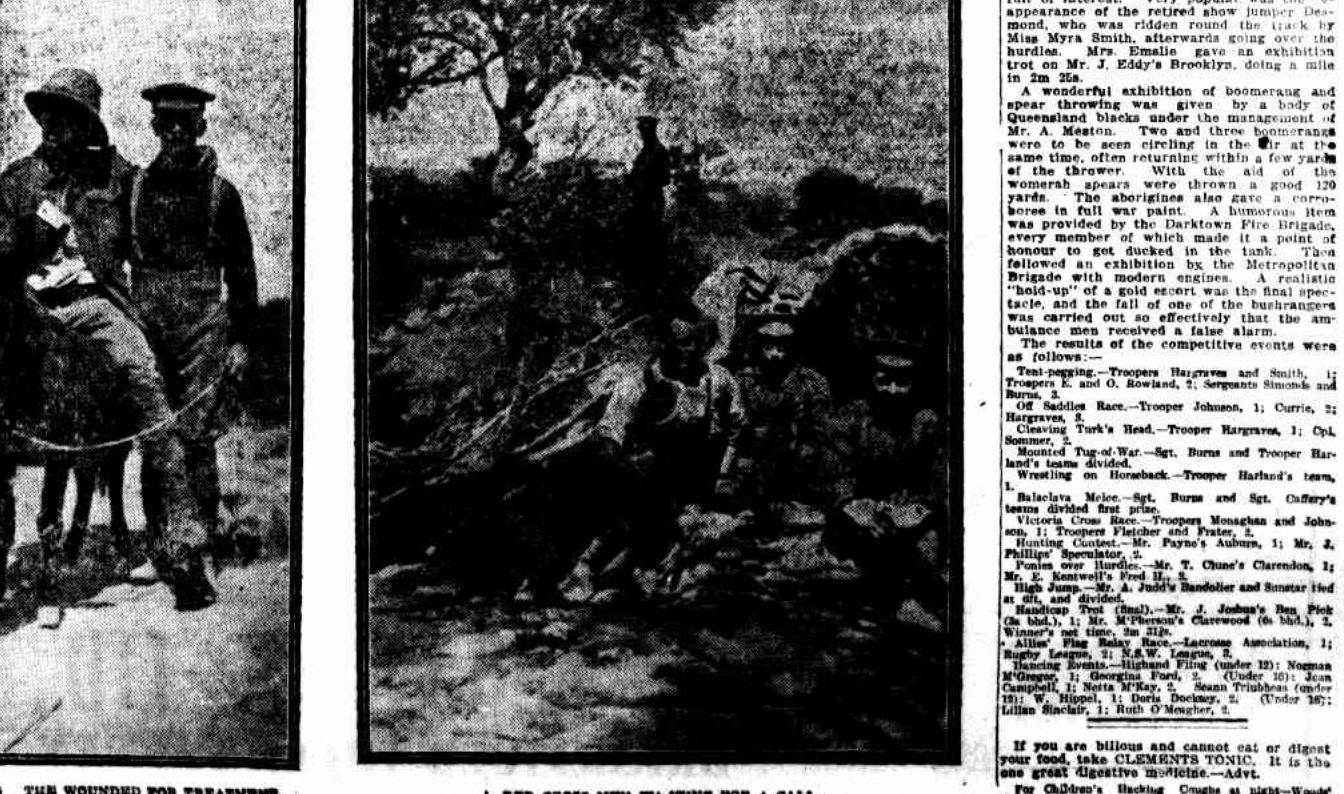 THE WOUNDED FOR TREATMENT
A RED CROSS MEN WAITING FOR A CALL
full of interest. Very popular was the
appearance of the retired show jumper Des-
mond, who was ridden round the track by
Miss Myra Smith, afterwards going over the
hurdles. Mrs. Emslie gave an exhibition
trot on Mr. J. Eddy's Brooklyn, doing a mile
in 2m 25s.
A wonderful exhibition of boomerang and
spear throwing was given by a body of
Queensland blacks under the management of
Mr. A. Meston. Two and three boomerangs
were to be seen circling in the air at the
same time, often returning within a few yards
of the thrower. With the aid of the
womerah spears were thrown a good 120
yards. The aborigines also gave a corro-
boree in full war paint. A humorous item
was provided by the Darktown Fire Brigade,
every member of which made it a point of
honour to get ducked in the tank. Then
followed an exhibition by the Metropolitan
Brigade with modern engines. A realistic
"hold-up" of a gold escort was the final spec-
tacle, and the fall of one of the bushrangers
was carried out so effectively that the am-
bulance men received a false alarm.
The results of the competitive events were
as follows:—
Tent-pegging.—Troopers Hargraves and Smith, 1;
Troopers E. and O. Rowland, 2; Sergeants Simonds and
Burns, 3.
Off Saddles Race.—Trooper Johnson, 1; Currie, 2;
Hargraves, 3.
Cleaving Turk's Head.—Trooper Hargraves, 1; Cpl.
Sommer, 2.
Mounted Tug-of-War.—Sgt. Burns and Trooper Har-
land's teams divided.
Wrestling on Horseback.—Trooper Harland's team,
1.
Balaclava Melee.—Sgt. Burns and Sgt. Caffery's
teams divided first prize.
Victoria Cross Race.—Troopers Monaghan and John-
son, 1; Troopers Fletcher and Frater, 2.
Hunting Contest.—Mr. Payne's Auburn, 1; Mr. J.
Phillips' Speculator, 2.
Ponies over Hurdles.—Mr. T. Chune's Clarendon, 1;
Mr. E. Kentwell's Fred II., 2.
High Jump.—Mr. A. Judd's Bandolier and Sunstar tied
at 6ft, and divided.
Handicap Trot (final).—Mr. J. Joshua's Ben Pick
(3s bhd.), 1; Mr. M'Pherson's Clarewood (6s bhd.), 2.
Winner's net time, 2m 31½s.
Allies' Flag Relay Race.—Lacrosse Association, 1;
Rugby League, 2; N.S.W. League, 3.
Dancing Events.—Highand Fling (under 12): Norman
M'Gregor, 1; Georgina Ford, 2. (Under 16): Jean
Campbell, 1; Netta M'Kay, 2. Seann Triubheas (under
12): W. Hippel, 1; Doris Dockney, 2. (Under 16):
Lilian Sinclair, 1; Ruth O'Meagher, 2.
If you are bilious and cannot eat or digest
your food, take CLEMENTS TONIC. It is the
one great digestive medicine.—Advt.
For Children's Hacking Coughs at night—Woods'